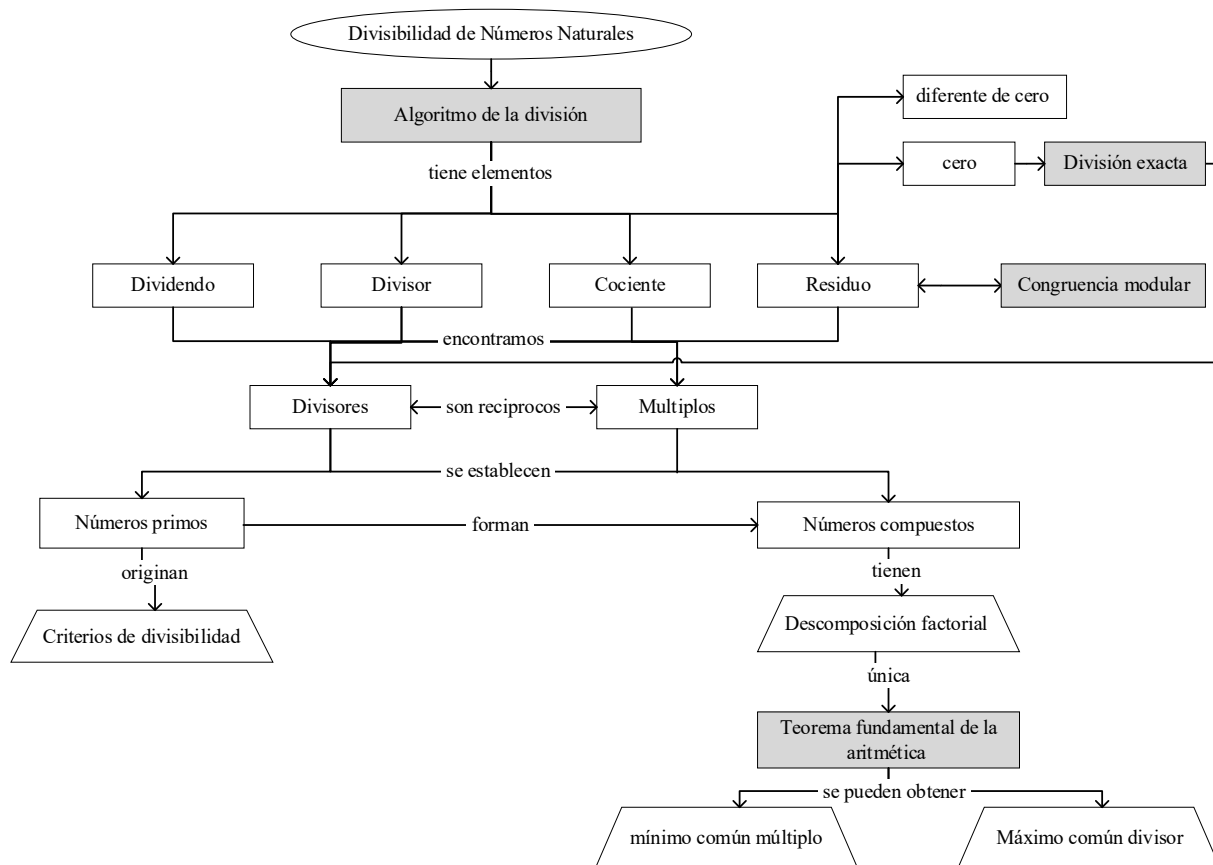 Divisibilidad de Números Naturales
diferente de cero
Algoritmo de la división
cero
División exacta
tiene elementos
Dividendo
Divisor
Cociente
Residuo
Congruencia modular
encontramos
Divisores
son reciprocos
Multiplos
se establecen
Números primos
forman
Números compuestos
originan
tienen
Criterios de divisibilidad
Descomposición factorial
única
Teorema fundamental de la
aritmética
se pueden obtener
mínimo común múltiplo
Máximo común divisor